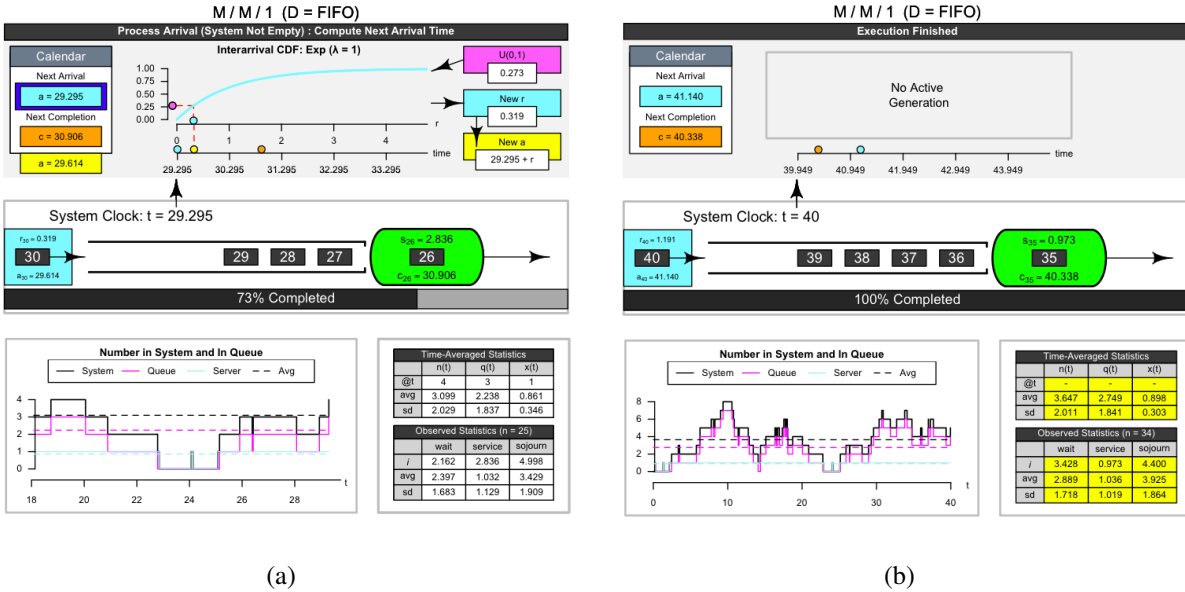 M / M / 1 (D = FIFO)
Process Arrival (System Not Empty) : Compute Next Arrival Time
Calendar
Next Arrival
a = 29.295
Next Completion
c = 30.906
a = 29.614
Interarrival CDF: Exp (λ = 1)
1.00
0.75
0.50
0.25
0.00
r
0 1 2 3 4
time
29.295 30.295 31.295 32.295 33.295
U(0,1)
0.273
New r
0.319
New a
29.295 + r
System Clock: t = 29.295
r30 = 0.319
30
a30 = 29.614
29 28 27
s26 = 2.836
26
c26 = 30.906
73% Completed
Number in System and In Queue
System Queue Server Avg
4
3
2
1
0
t
18 20 22 24 26 28
Time-Averaged Statistics
n(t) q(t) x(t)
@t 4 3 1
avg 3.099 2.238 0.861
sd 2.029 1.837 0.346
Observed Statistics (n = 25)
wait service sojourn
i 2.162 2.836 4.998
avg 2.397 1.032 3.429
sd 1.683 1.129 1.909
(a)
M / M / 1 (D = FIFO)
Execution Finished
Calendar
Next Arrival
a = 41.140
Next Completion
c = 40.338
No Active
Generation
time
39.949 40.949 41.949 42.949 43.949
System Clock: t = 40
r40 = 1.191
40
a40 = 41.140
39 38 37 36
s35 = 0.973
35
c35 = 40.338
100% Completed
Number in System and In Queue
System Queue Server Avg
8
6
4
2
0
t
0 10 20 30 40
Time-Averaged Statistics
n(t) q(t) x(t)
@t - - -
avg 3.647 2.749 0.898
sd 2.011 1.841 0.303
Observed Statistics (n = 34)
wait service sojourn
i 3.428 0.973 4.400
avg 2.889 1.036 3.925
sd 1.718 1.019 1.864
(b)